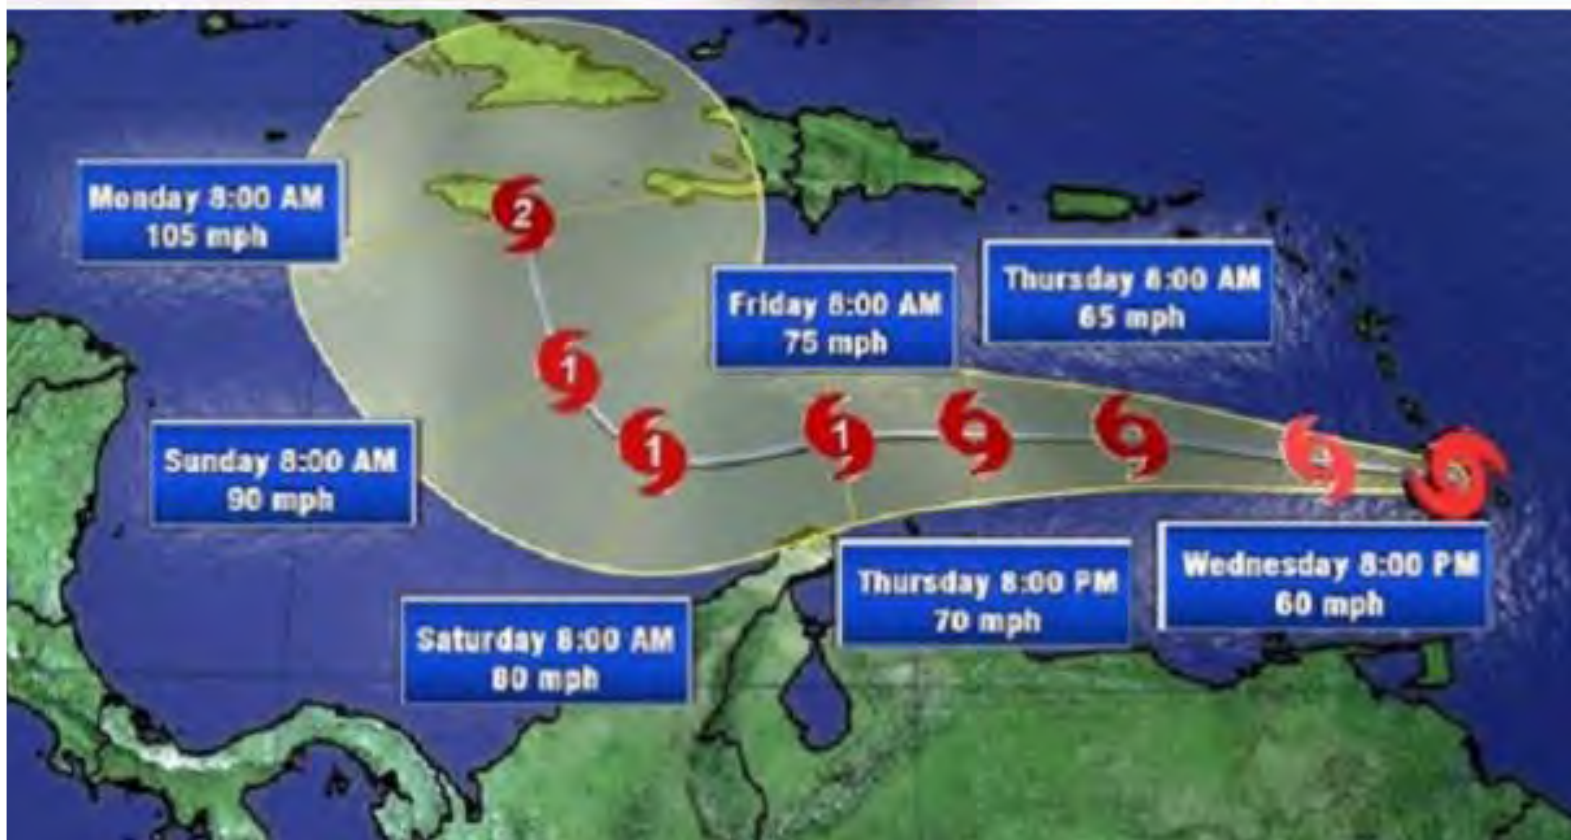 Monday 8:00 AM
105 mph
2
Friday 8:00 AM
75 mph
Thursday 8:00 AM
65 mph
1
1
1
Sunday 8:00 AM
90 mph
Thursday 8:00 PM
70 mph
Wednesday 8:00 PM
60 mph
Saturday 8:00 AM
80 mph